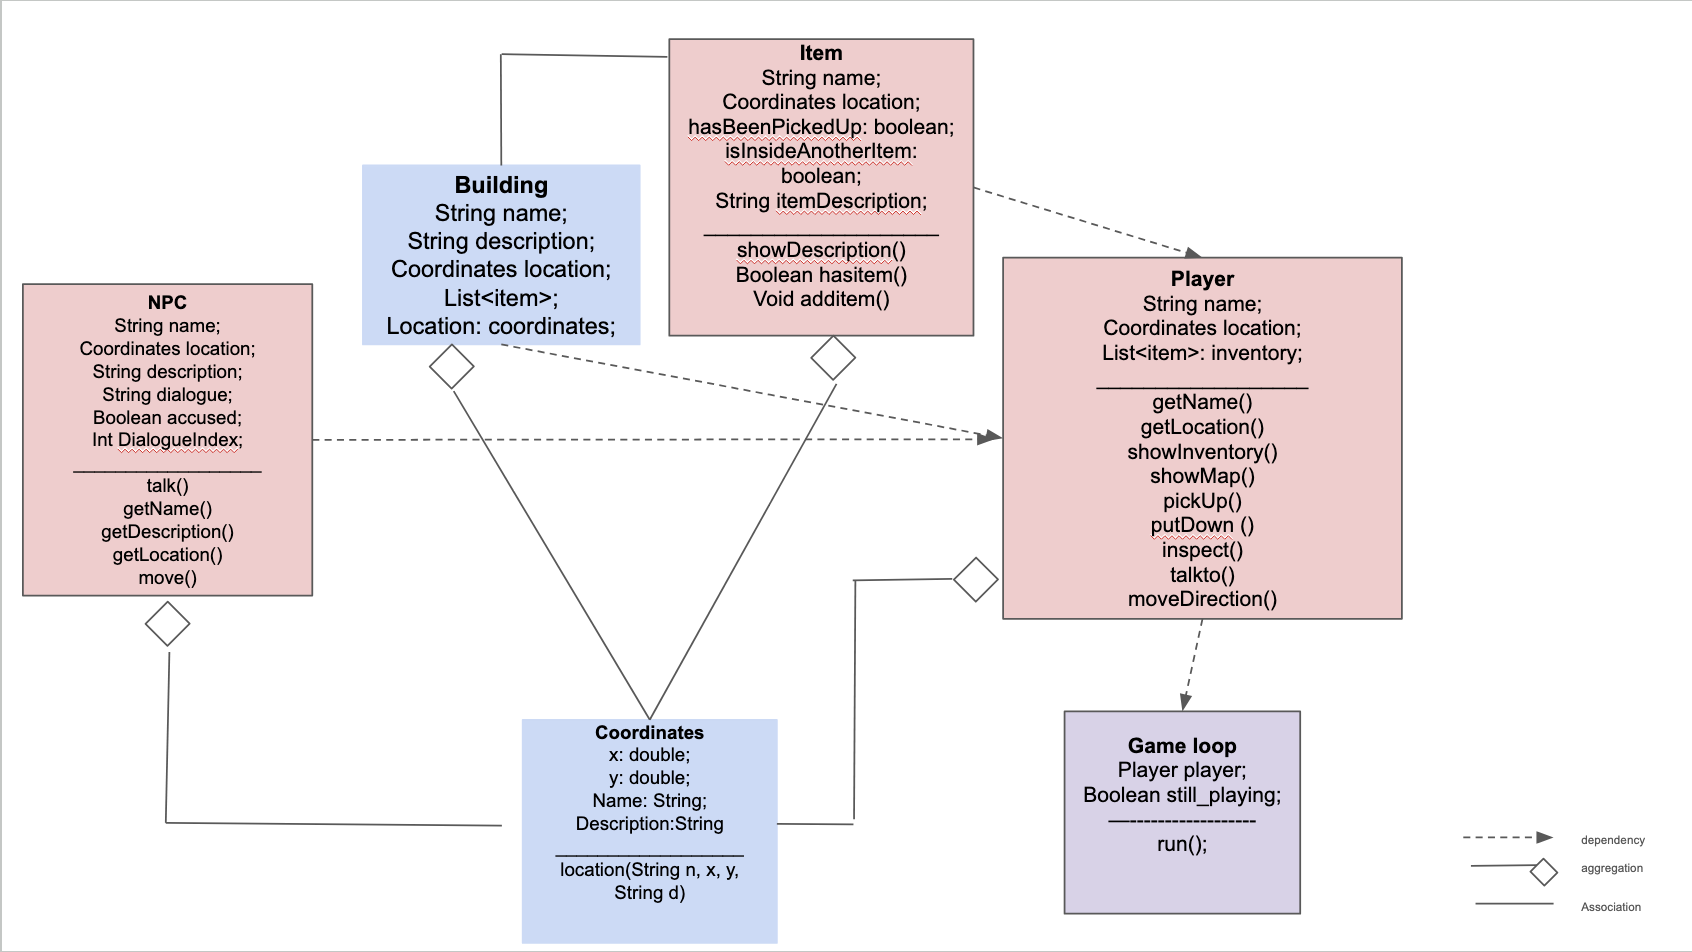 Item
String name;
Coordinates location;
hasBeenPickedUp: boolean;
isInsideAnotherItem:
boolean;
String itemDescription;
showDescription()
Boolean hasitem()
Void additem()
Building
String name;
String description;
Coordinates location;
List<item>;
Location: coordinates;
NPC
String name;
Coordinates location;
String description;
String dialogue;
Boolean accused;
Int DialogueIndex;
talk()
getName()
getDescription()
getLocation()
move()
Player
String name;
Coordinates location;
List<item>: inventory;
getName()
getLocation()
showInventory()
showMap()
pickUp()
putDown ()
inspect()
talkto()
moveDirection()
Coordinates
x: double;
y: double;
Name: String;
Description:String
location(String n, x, y,
String d)
Game loop
Player player;
Boolean still_playing;
—------------------
run();
dependency
aggregation
Association